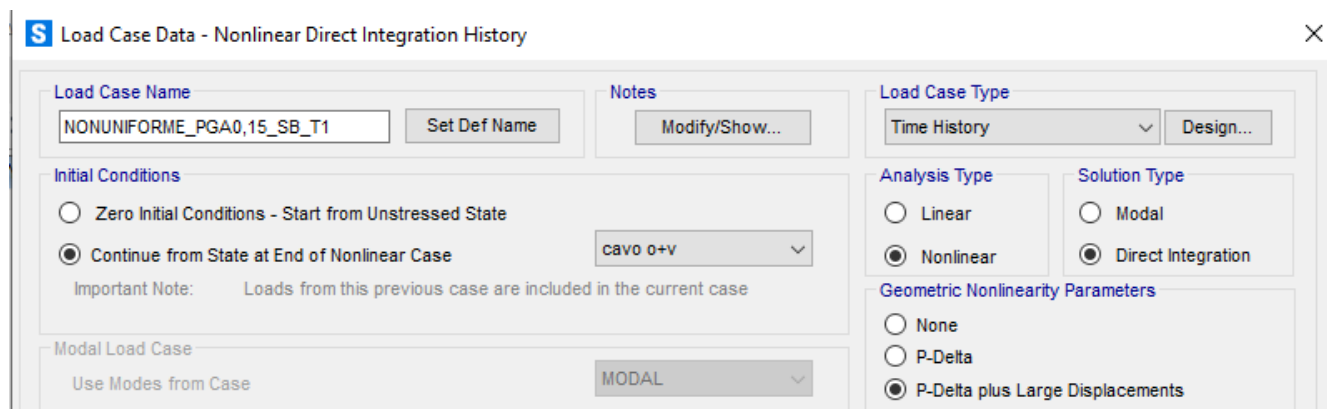 S Load Case Data - Nonlinear Direct Integration History
Load Case Name
NONUNIFORME_PGA0,15_SB_T1
Set Def Name
Notes
Modify/Show...
Load Case Type
Time History
Design...
Initial Conditions
Zero Initial Conditions - Start from Unstressed State
Continue from State at End of Nonlinear Case
cavo o+v
Important Note: Loads from this previous case are included in the current case
Analysis Type
Linear
Nonlinear
Solution Type
Modal
Direct Integration
Geometric Nonlinearity Parameters
None
P-Delta
P-Delta plus Large Displacements
Modal Load Case
Use Modes from Case
MODAL